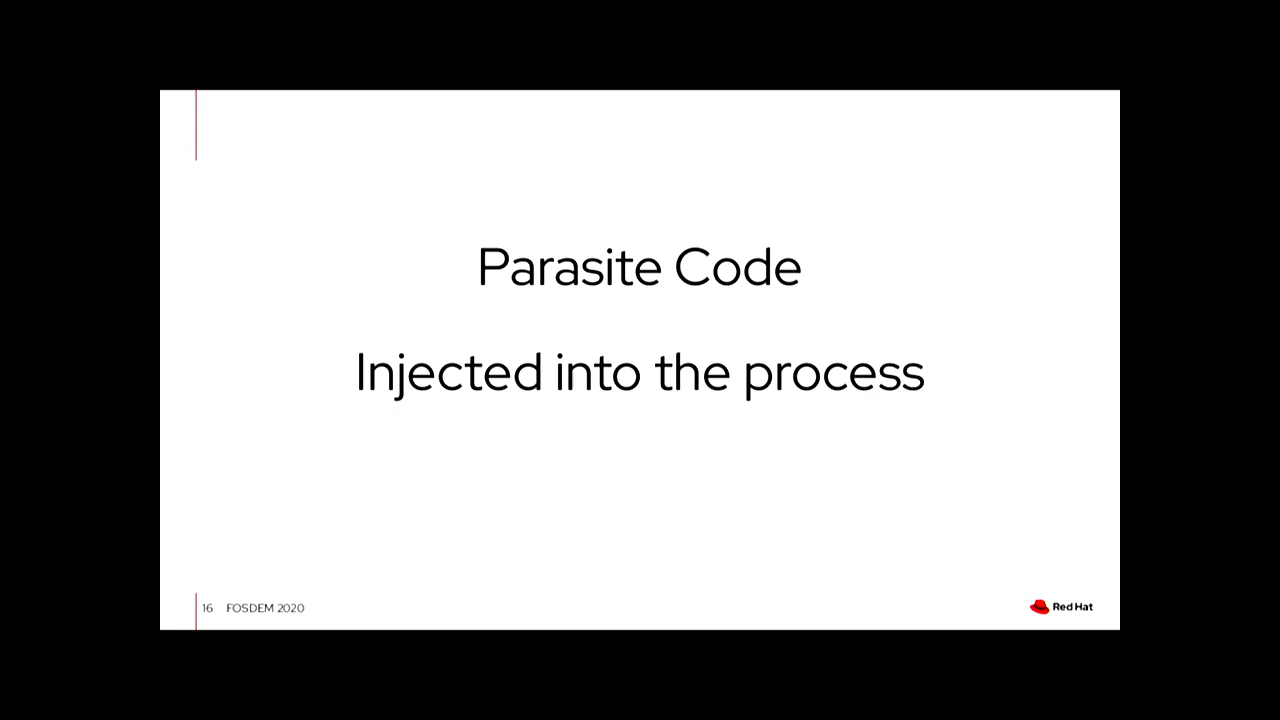 Parasite Code
Injected into the process
16 FOSDEM 2020
Red Hat